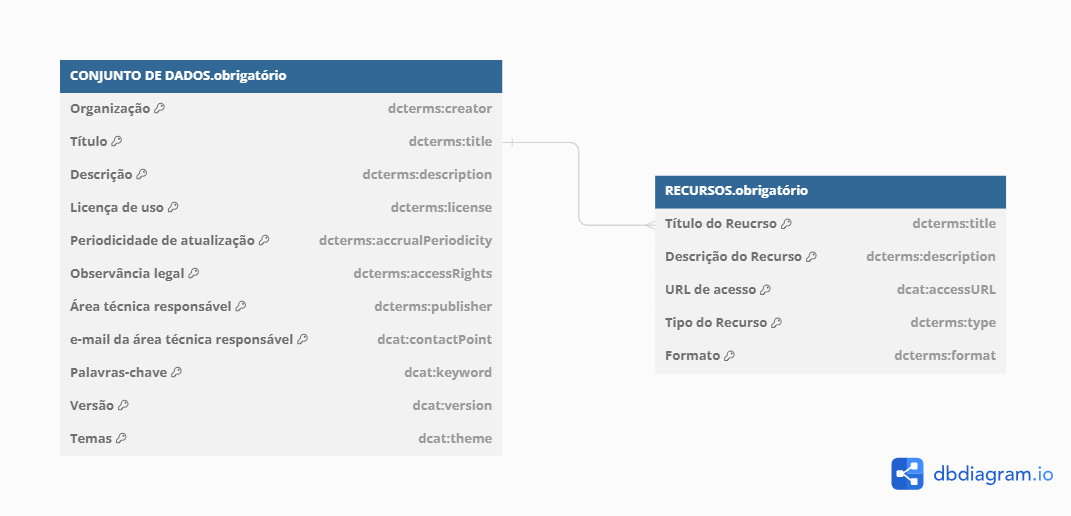 CONJUNTO DE DADOS.obrigatório
Organização dcterms:creator
Título dcterms:title
Descrição dcterms:description
Licença de uso dcterms:license
Periodicidade de atualização dcterms:accrualPeriodicity
Observância legal dcterms:accessRights
Área técnica responsável dcterms:publisher
e-mail da área técnica responsável dcat:contactPoint
Palavras-chave dcat:keyword
Versão dcat:version
Temas dcat:theme
RECURSOS.obrigatório
Título do Reucrso dcterms:title
Descrição do Recurso dcterms:description
URL de acesso dcat:accessURL
Tipo do Recurso dcterms:type
Formato dcterms:format
dbdiagram.io